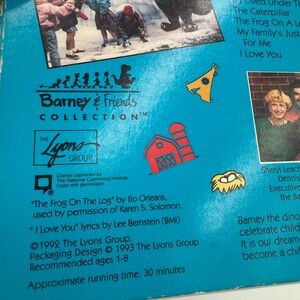 I Loved Under T
The Caterpillar
The Frog On A L
My Family's Just
For Me
I Love You
Barney & Friends
COLLECTION™
THE
Lyons
GROUP
Closed captioned by
The National Captioning Institute.
Used with permission.
"The Frog On The Log" by Ilo Orleans,
used by permission of Karen S. Solomon.
"I Love You" lyrics by Lee Bernstein (BMI)
©1992 The Lyons Group.
Packaging Design © 1993 The Lyons Group.
Recommended ages 1-8
Approximate running time: 30 minutes
Sheryl Leach
Dennis
Executive
the Ba
Barney the dino
celebrate child
It is our dream
become a chi